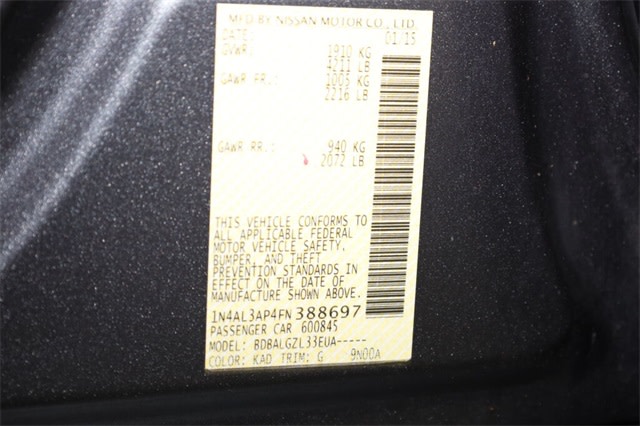 MFD BY NISSAN MOTOR CO., LTD.
DATE: 01/15
GVWR: 1910 KG
4211 LB
GAWR FR.: 1005 KG
2216 LB
GAWR RR.: 940 KG
2072 LB
THIS VEHICLE CONFORMS TO
ALL APPLICABLE FEDERAL
MOTOR VEHICLE SAFETY,
BUMPER, AND THEFT
PREVENTION STANDARDS IN
EFFECT ON THE DATE OF
MANUFACTURE SHOWN ABOVE.
1N4AL3AP4FN388697
PASSENGER CAR 600845
MODEL: BDBALGZL33EUA-----
COLOR: KAD TRIM: G 9N00A